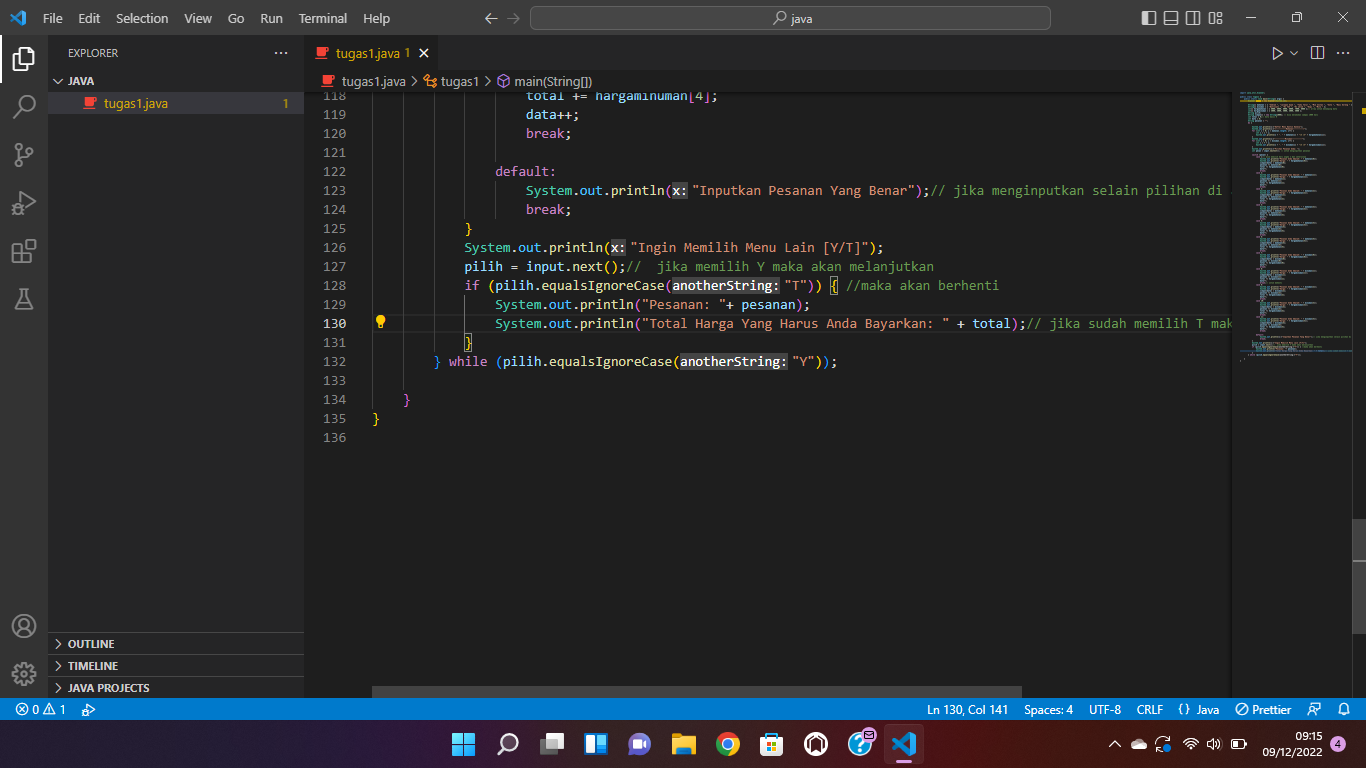 File Edit Selection View Go Run Terminal Help java
EXPLORER
JAVA
tugas1.java 1
OUTLINE
TIMELINE
JAVA PROJECTS
tugas1.java 1
tugas1.java > tugas1 > main(String[])
118 total += hargaminuman[4];
119 data++;
120 break;
121
122 default:
123 System.out.println(x: "Inputkan Pesanan Yang Benar");// jika menginputkan selain pilihan di
124 break;
125 }
126 System.out.println(x: "Ingin Memilih Menu Lain [Y/T]");
127 pilih = input.next();// jika memilih Y maka akan melanjutkan
128 if (pilih.equalsIgnoreCase(anotherString: "T")) { //maka akan berhenti
129 System.out.println("Pesanan: "+ pesanan);
130 System.out.println("Total Harga Yang Harus Anda Bayarkan: " + total);// jika sudah memilih T mak
131 }
132 } while (pilih.equalsIgnoreCase(anotherString: "Y"));
133
134 }
135 }
136
0 1 Ln 130, Col 141 Spaces: 4 UTF-8 CRLF {} Java Prettier
09:15
09/12/2022 4